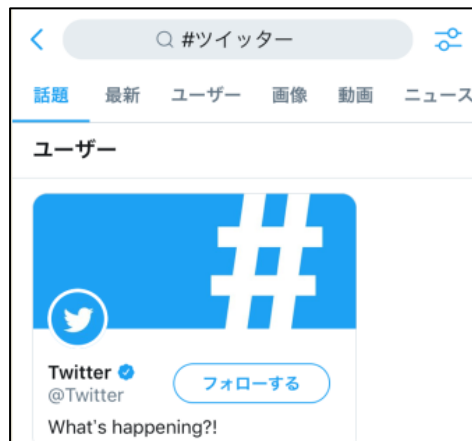 #ツイッター
話題 最新 ユーザー 画像 動画 ニュース
ユーザー
#
Twitter
@Twitter
フォローする
What's happening?!